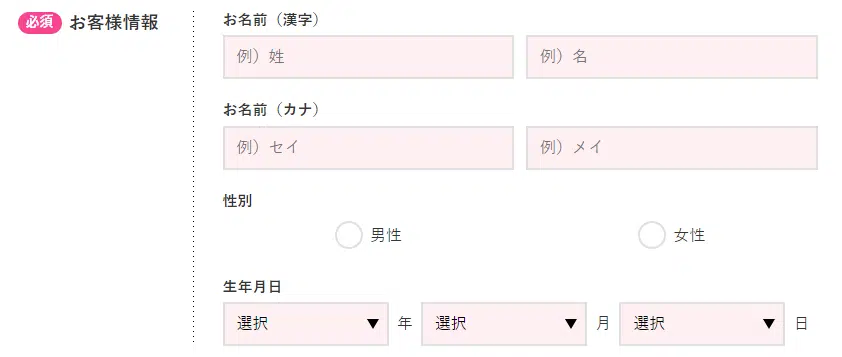 必須 お客様情報
お名前（漢字）
例）姓 例）名
お名前（カナ）
例）セイ 例）メイ
性別
男性 女性
生年月日
選択 年 選択 月 選択 日